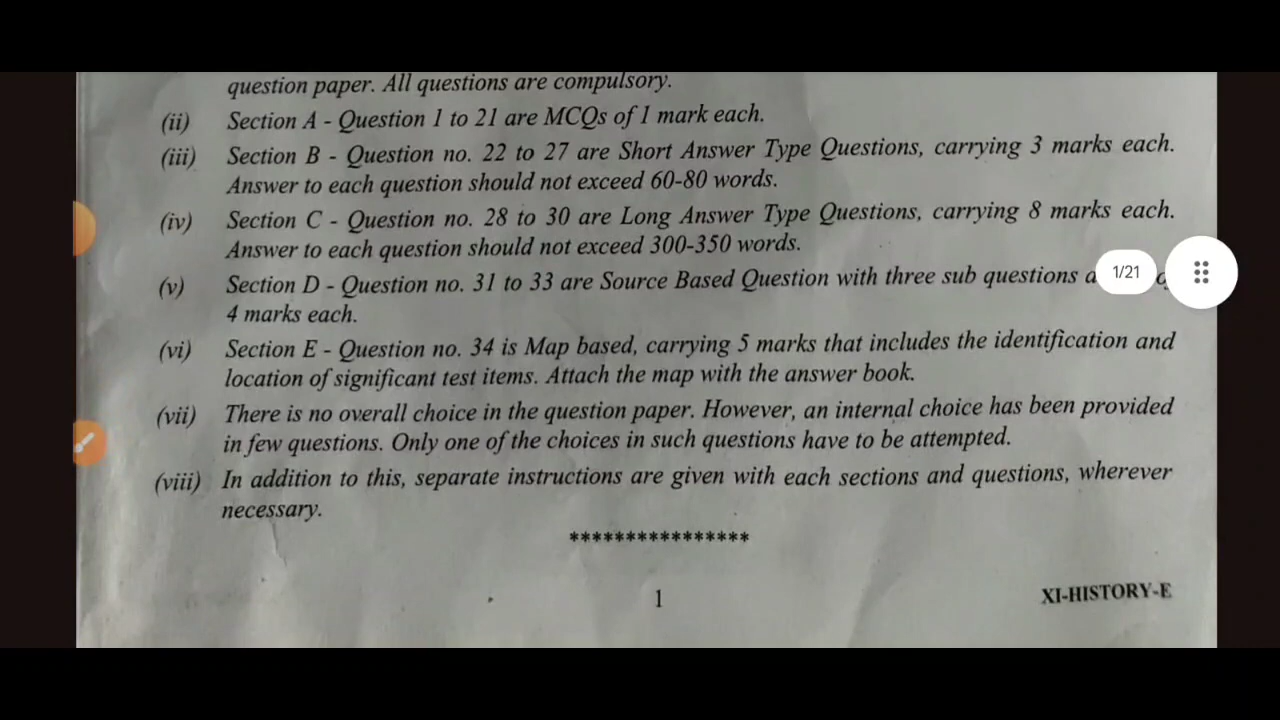 question paper. All questions are compulsory.
(ii) Section A - Question 1 to 21 are MCQs of 1 mark each.
(iii) Section B - Question no. 22 to 27 are Short Answer Type Questions, carrying 3 marks each.
Answer to each question should not exceed 60-80 words.
(iv) Section C - Question no. 28 to 30 are Long Answer Type Questions, carrying 8 marks each.
Answer to each question should not exceed 300-350 words.
(v) Section D - Question no. 31 to 33 are Source Based Question with three sub questions
1/21
4 marks each.
(vi) Section E - Question no. 34 is Map based, carrying 5 marks that includes the identification and
location of significant test items. Attach the map with the answer book.
(vii) There is no overall choice in the question paper. However, an internal choice has been provided
in few questions. Only one of the choices in such questions have to be attempted.
(viii) In addition to this, separate instructions are given with each sections and questions, wherever
necessary.
****************
1
XI-HISTORY-E